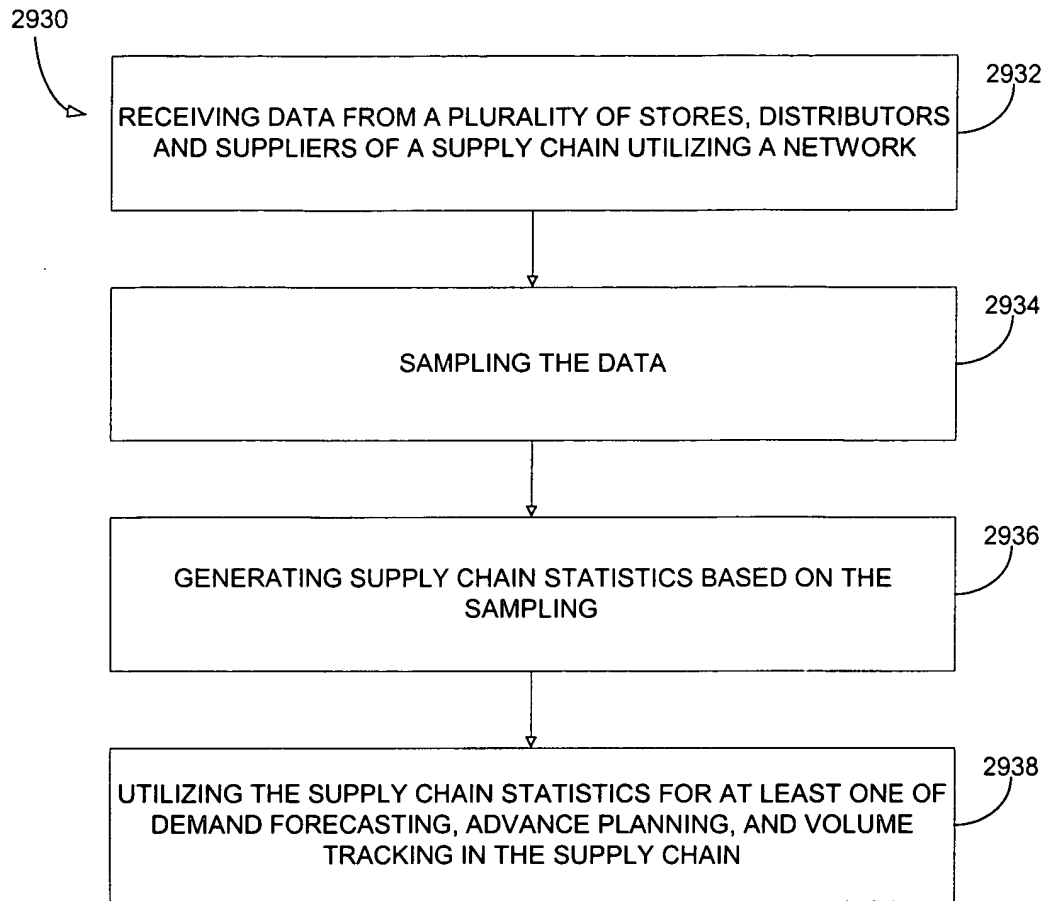 2930
2932
RECEIVING DATA FROM A PLURALITY OF STORES, DISTRIBUTORS
AND SUPPLIERS OF A SUPPLY CHAIN UTILIZING A NETWORK
2934
SAMPLING THE DATA
2936
GENERATING SUPPLY CHAIN STATISTICS BASED ON THE
SAMPLING
2938
UTILIZING THE SUPPLY CHAIN STATISTICS FOR AT LEAST ONE OF
DEMAND FORECASTING, ADVANCE PLANNING, AND VOLUME
TRACKING IN THE SUPPLY CHAIN